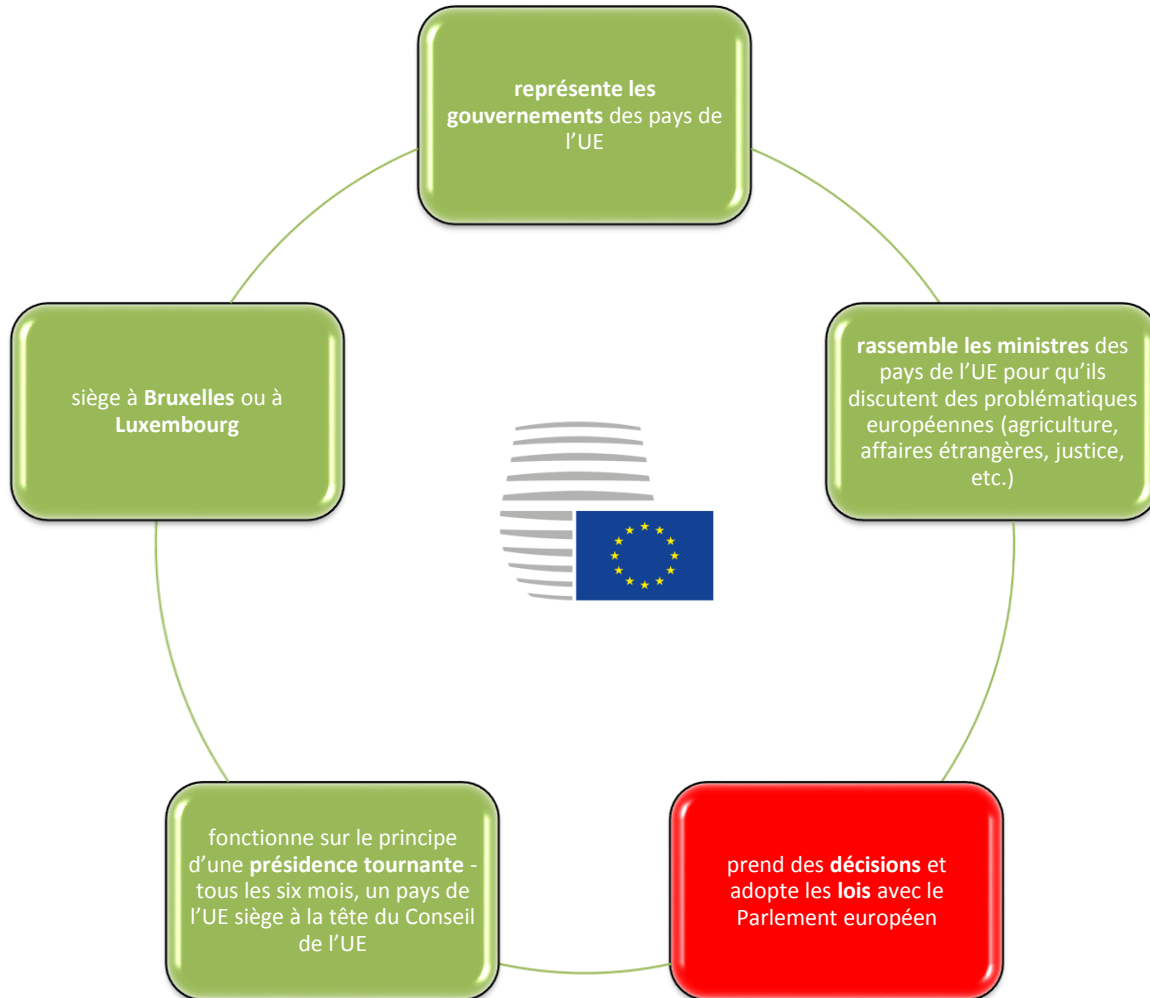 représente les
gouvernements des pays de
l’UE
rassemble les ministres des
pays de l’UE pour qu’ils
discutent des problématiques
européennes (agriculture,
affaires étrangères, justice,
etc.)
prend des décisions et
adopte les lois avec le
Parlement européen
fonctionne sur le principe
d’une présidence tournante -
tous les six mois, un pays de
l’UE siège à la tête du Conseil
de l’UE
siège à Bruxelles ou à
Luxembourg